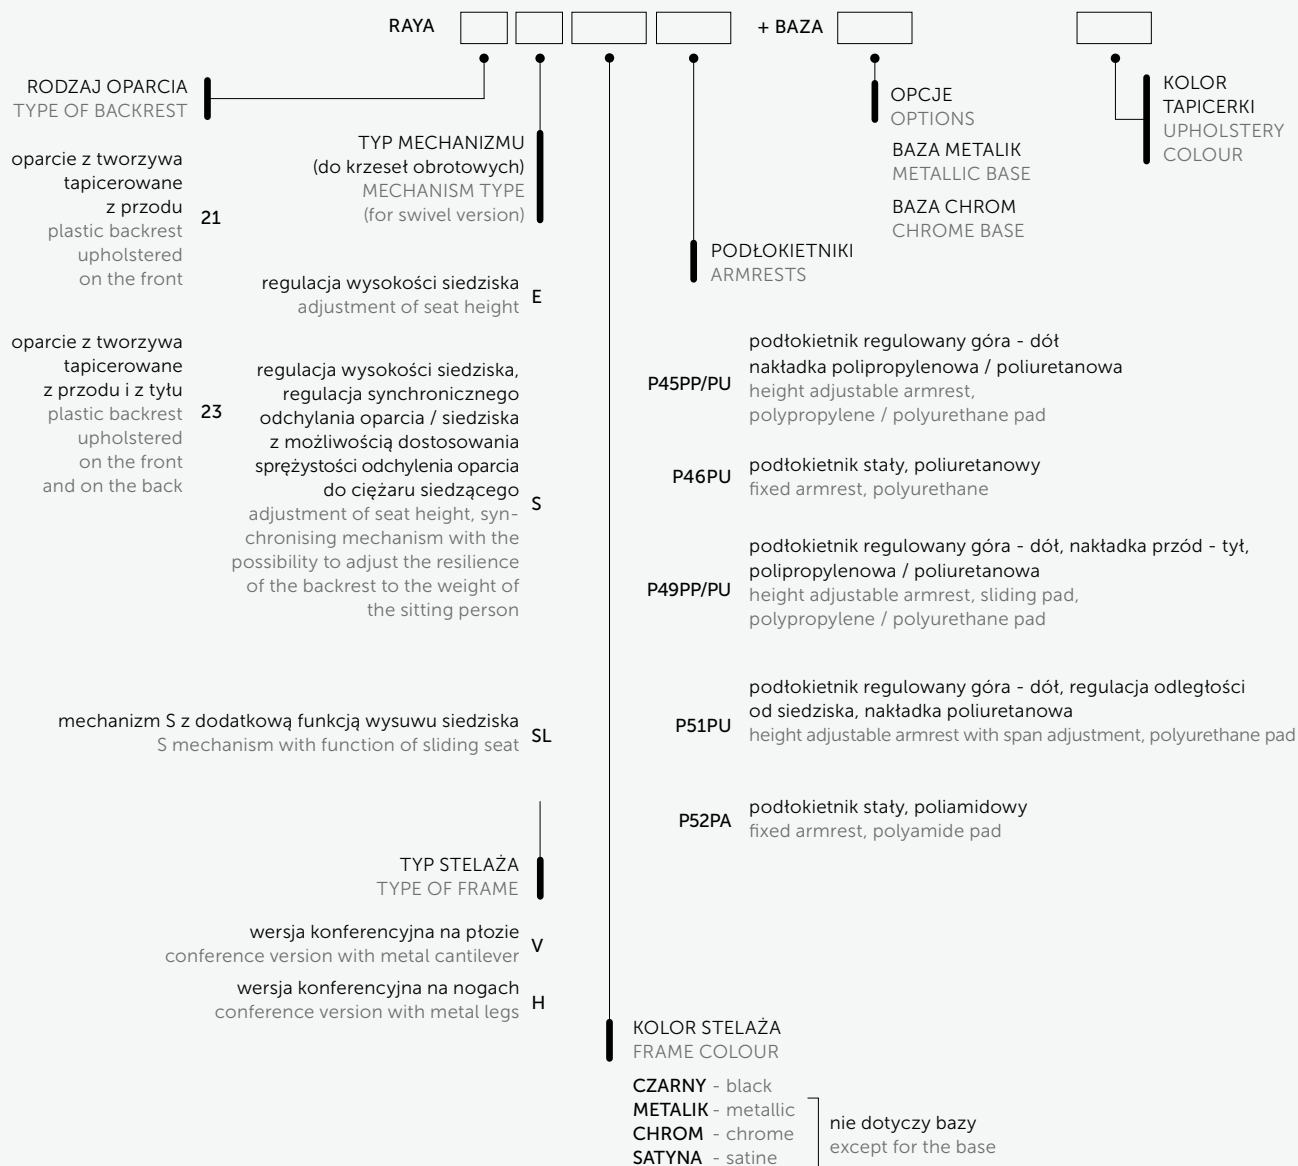 RAYA + BAZA
RODZAJ OPARCIA
TYPE OF BACKREST
oparcie z tworzywa
tapicerowane
z przodu
21
plastic backrest
upholstered
on the front
oparcie z tworzywa
tapicerowane
z przodu i z tyłu
23
plastic backrest
upholstered
on the front
and on the back
TYP MECHANIZMU
(do krzeseł obrotowych)
MECHANISM TYPE
(for swivel version)
regulacja wysokości siedziska
E
adjustment of seat height
regulacja wysokości siedziska,
regulacja synchronicznego
odchylania oparcia / siedziska
z możliwością dostosowania
sprężystości odchylenia oparcia
do ciężaru siedzącego
S
adjustment of seat height, syn-
chronising mechanism with the
possibility to adjust the resilience
of the backrest to the weight of
the sitting person
mechanizm S z dodatkową funkcją wysuwu siedziska
SL
S mechanism with function of sliding seat
TYP STELAŻA
TYPE OF FRAME
wersja konferencyjna na płozie
V
conference version with metal cantilever
wersja konferencyjna na nogach
H
conference version with metal legs
KOLOR STELAŻA
FRAME COLOUR
CZARNY - black
METALIK - metallic
CHROM - chrome
SATYNA - satine
nie dotyczy bazy
except for the base
PODŁOKIETNIKI
ARMRESTS
podłokietnik regulowany góra - dół
nakładka polipropylenowa / poliuretanowa
P45PP/PU
height adjustable armrest,
polypropylene / polyurethane pad
podłokietnik stały, poliuretanowy
P46PU
fixed armrest, polyurethane
podłokietnik regulowany góra - dół, nakładka przód - tył,
polipropylenowa / poliuretanowa
P49PP/PU
height adjustable armrest, sliding pad,
polypropylene / polyurethane pad
podłokietnik regulowany góra - dół, regulacja odległości
od siedziska, nakładka poliuretanowa
P51PU
height adjustable armrest with span adjustment, polyurethane pad
podłokietnik stały, poliamidowy
P52PA
fixed armrest, polyamide pad
OPCJE
OPTIONS
BAZA METALIK
METALLIC BASE
BAZA CHROM
CHROME BASE
KOLOR
TAPICERKI
UPHOLSTERY
COLOUR